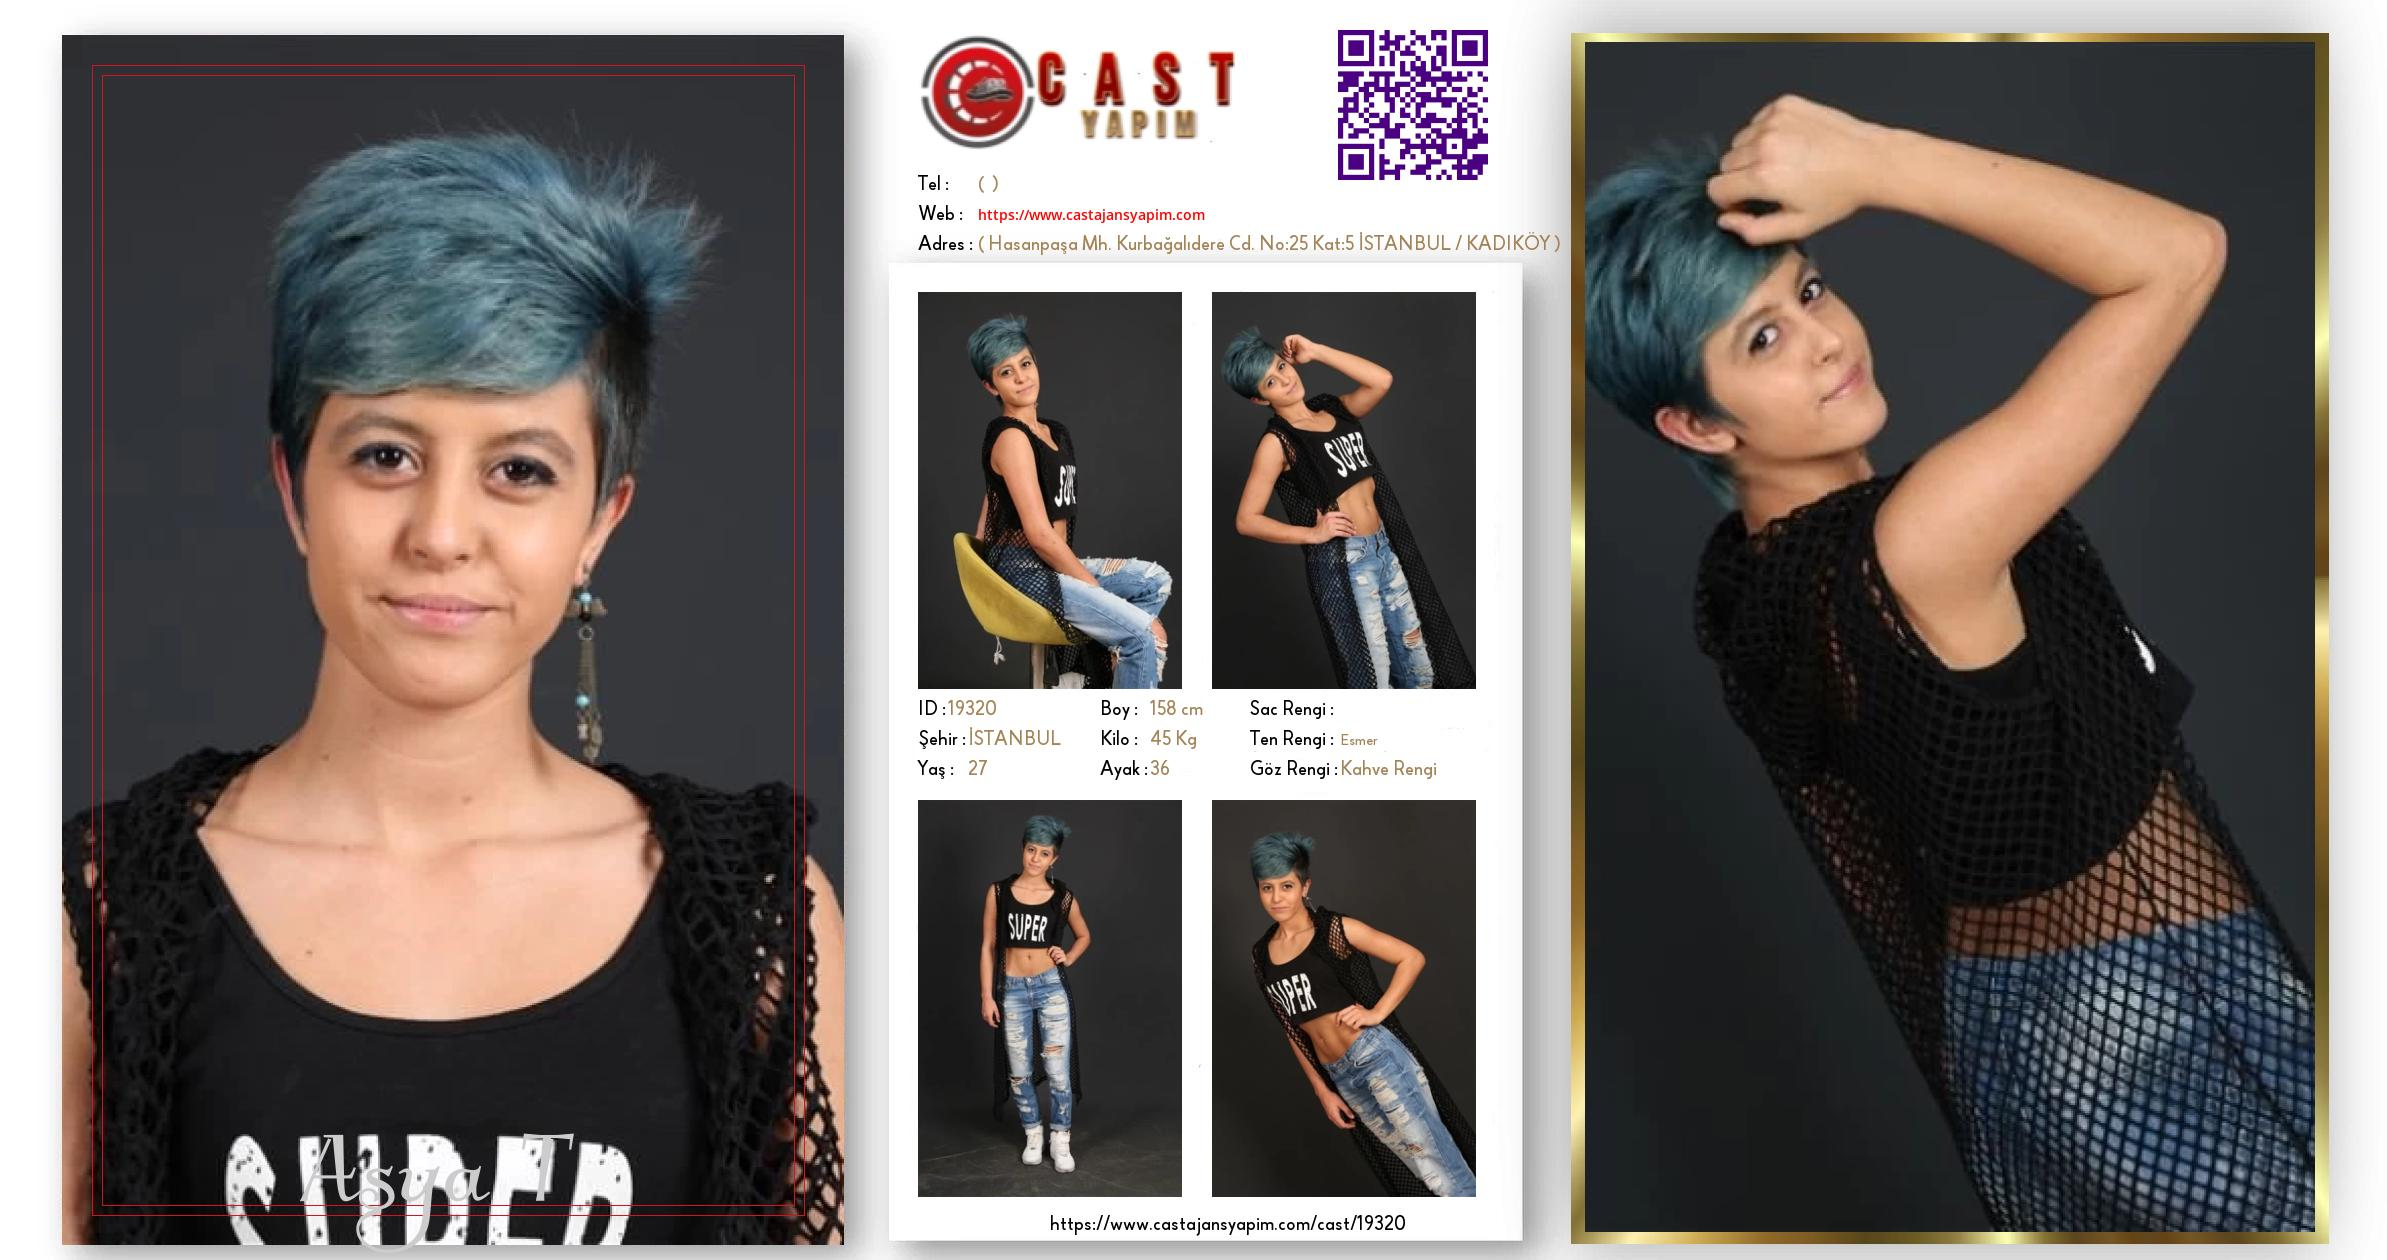 CAST
YAPIM
Tel : ( )
Web : https://www.castajansyapim.com
Adres : ( Hasanpaşa Mh. Kurbağalıdere Cd. No:25 Kat:5 İSTANBUL / KADIKÖY )
SUPE
SUPER
ID : 19320 Boy : 158 cm Sac Rengi :
Şehir : İSTANBUL Kilo : 45 Kg Ten Rengi : Esmer
Yaş : 27 Ayak : 36 Göz Rengi : Kahve Rengi
SUPER
SUPER
SUPER
Asya T
https://www.castajansyapim.com/cast/19320